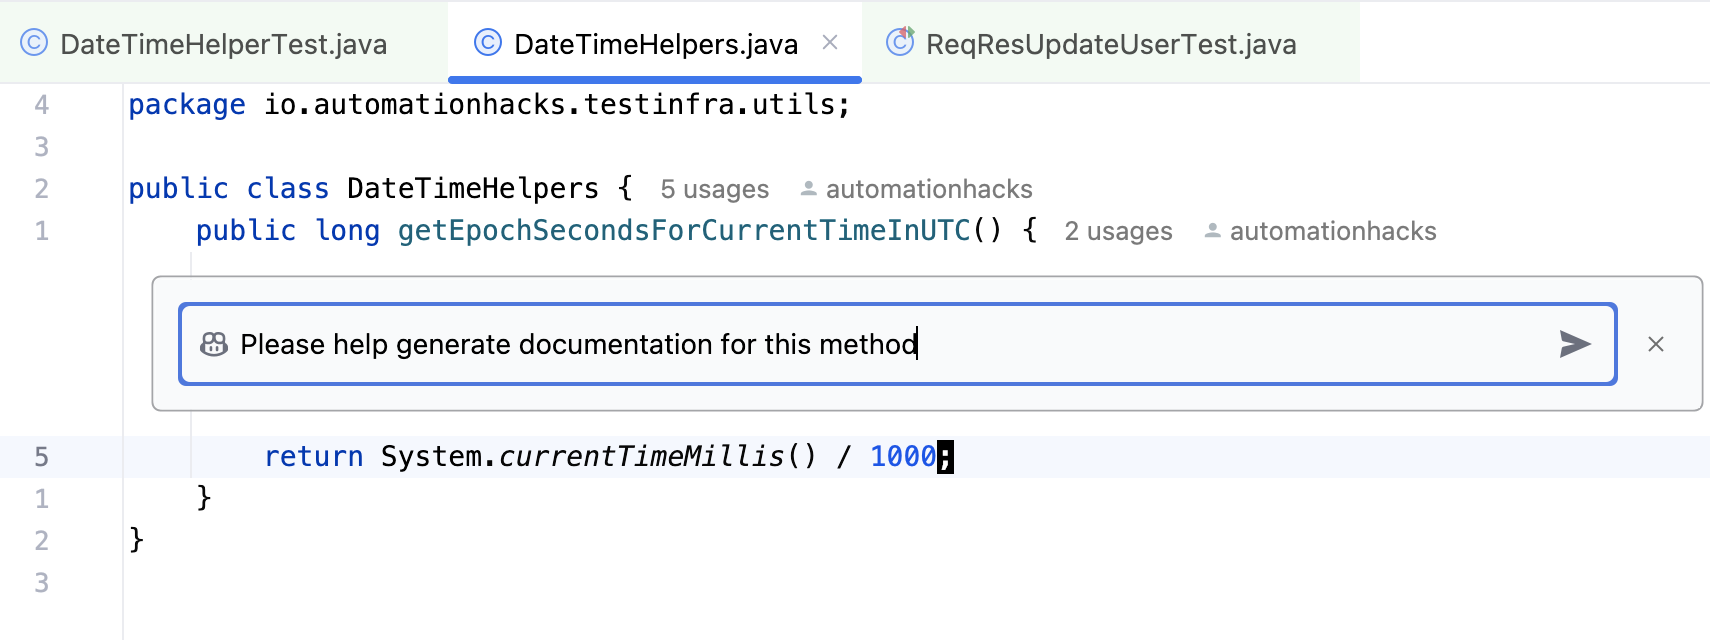 DateTimeHelperTest.java DateTimeHelpers.java ReqResUpdateUserTest.java
4 package io.automationhacks.testinfra.utils;
3
2 public class DateTimeHelpers { 5 usages automationhacks
1 public long getEpochSecondsForCurrentTimeInUTC() { 2 usages automationhacks
Please help generate documentation for this method
5 return System.currentTimeMillis() / 1000;
1 }
2 }
3